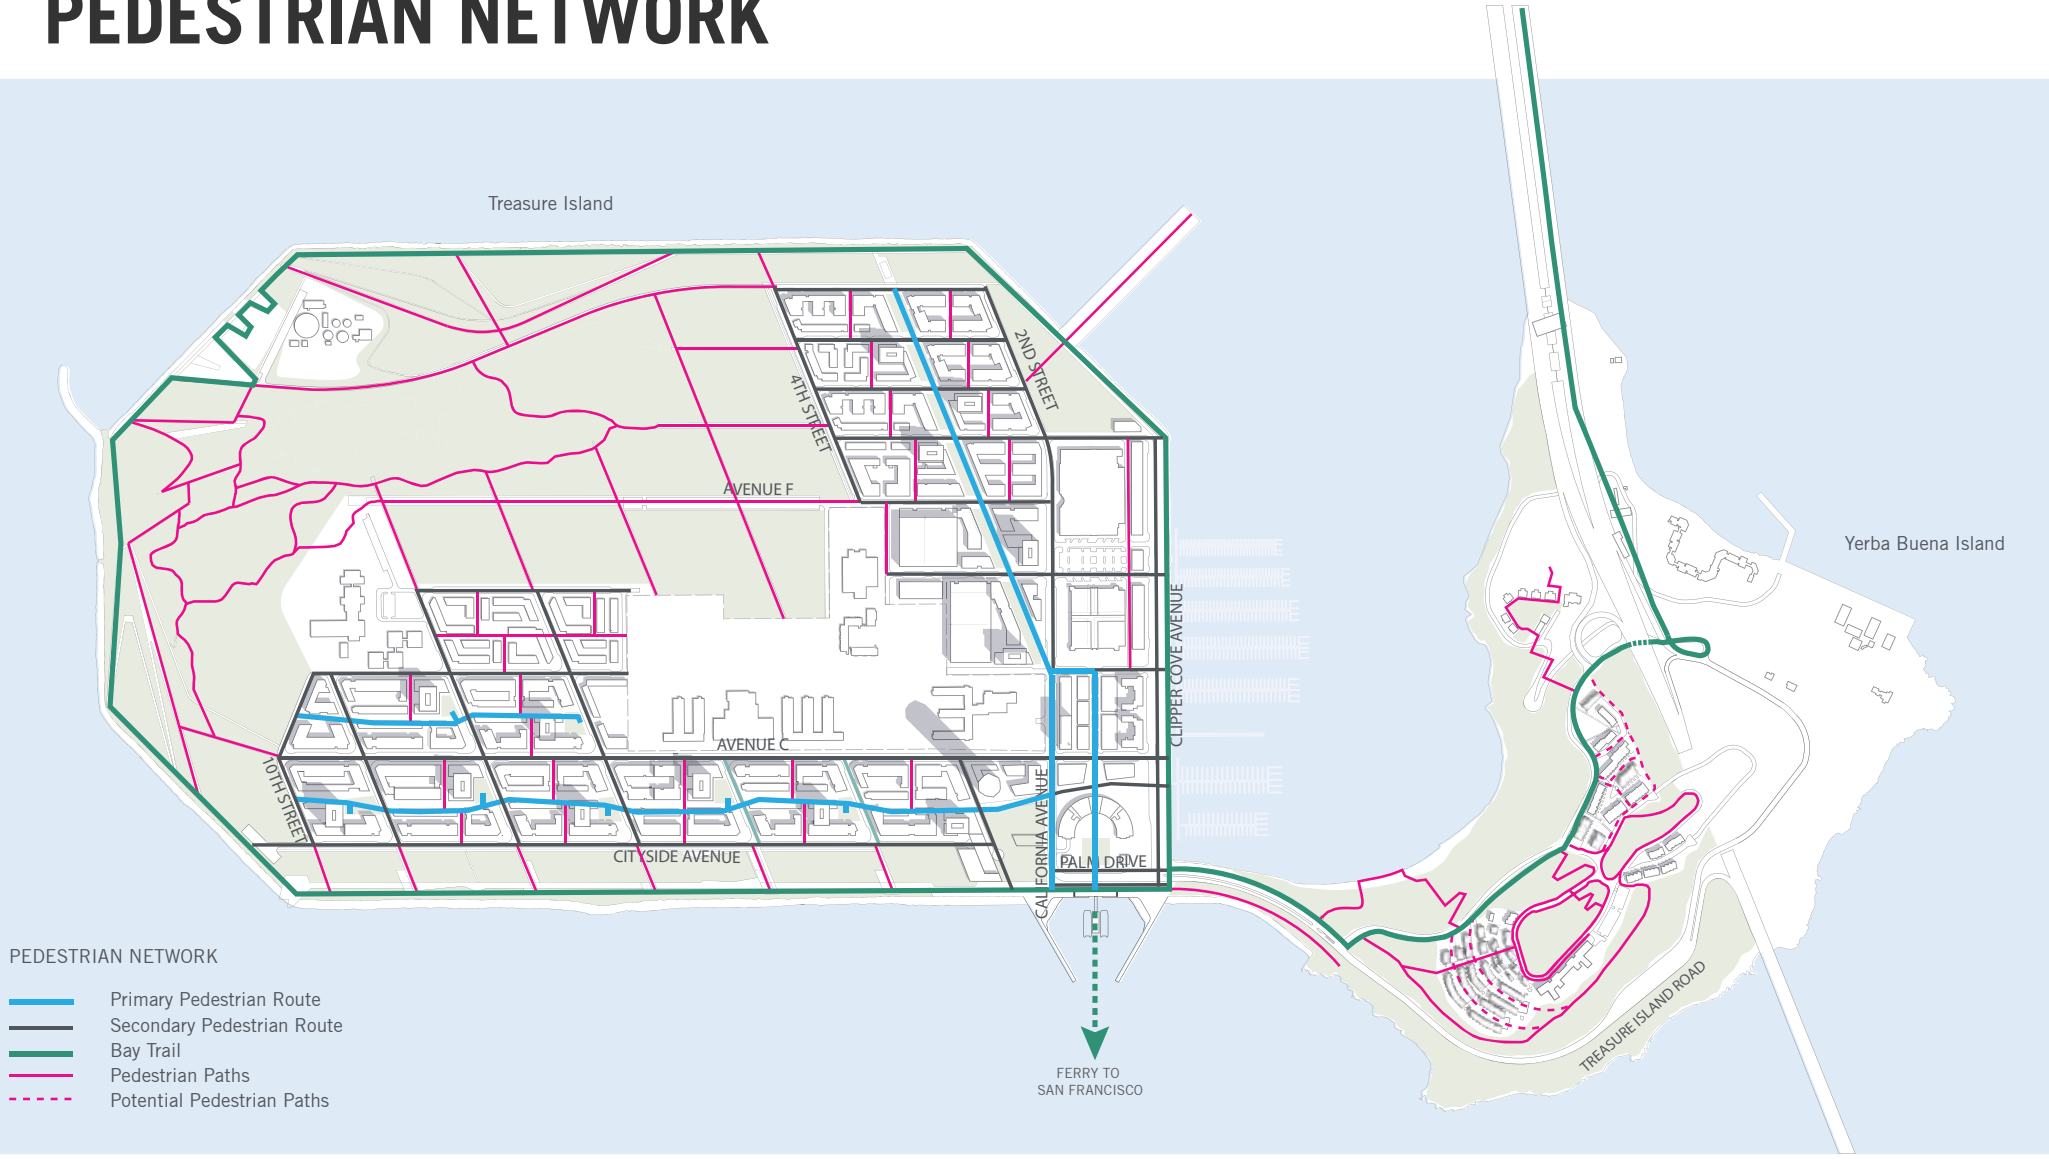 PEDESTRIAN NETWORK
Treasure Island
2ND STREET
4TH STREET
AVENUE F
Yerba Buena Island
CLIPPER COVE AVENUE
AVENUE C
10TH STREET
CALIFORNIA AVENUE
CITYSIDE AVENUE
PALM DRIVE
TREASURE ISLAND ROAD
FERRY TO
SAN FRANCISCO
PEDESTRIAN NETWORK
Primary Pedestrian Route
Secondary Pedestrian Route
Bay Trail
Pedestrian Paths
Potential Pedestrian Paths